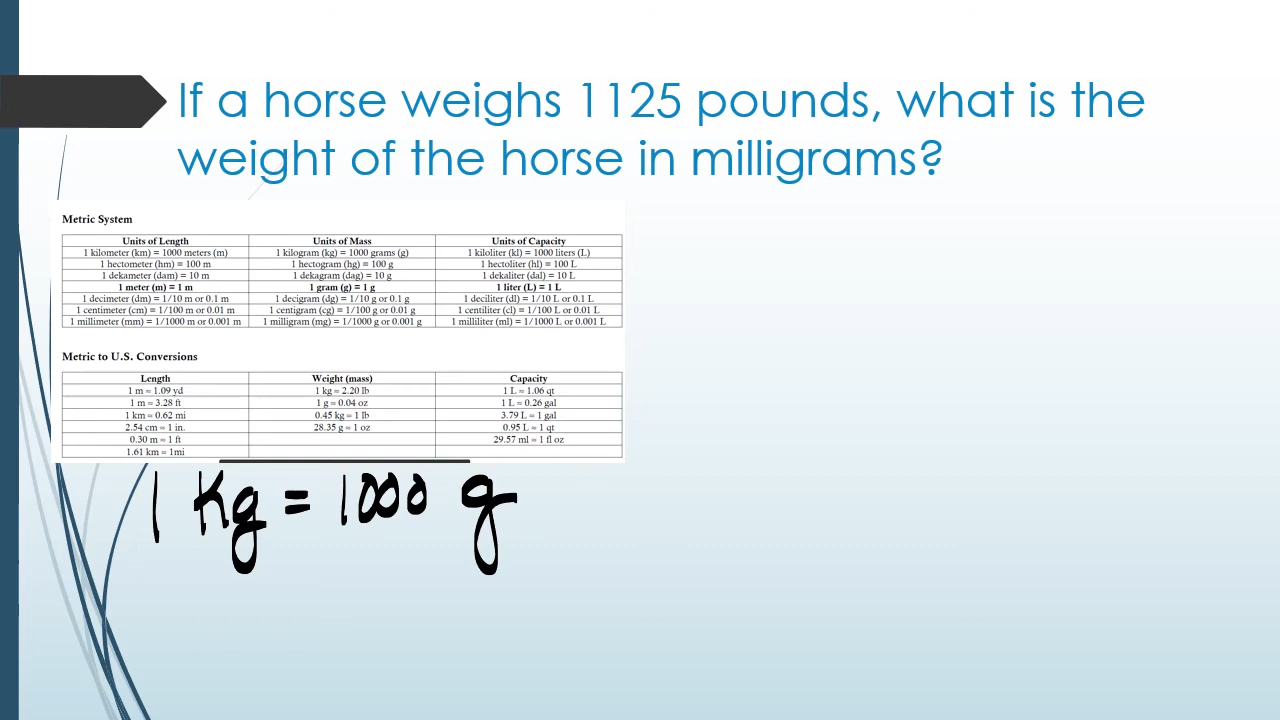 If a horse weighs 1125 pounds, what is the
weight of the horse in milligrams?
Metric System
Units of Length Units of Mass Units of Capacity
1 kilometer (km) = 1000 meters (m) 1 kilogram (kg) = 1000 grams (g) 1 kiloliter (kl) = 1000 liters (L)
1 hectometer (hm) = 100 m 1 hectogram (hg) = 100 g 1 hectoliter (hl) = 100 L
1 dekameter (dam) = 10 m 1 dekagram (dag) = 10 g 1 dekaliter (dal) = 10 L
1 meter (m) = 1 m 1 gram (g) = 1 g 1 liter (L) = 1 L
1 decimeter (dm) = 1/10 m or 0.1 m 1 decigram (dg) = 1/10 g or 0.1 g 1 deciliter (dl) = 1/10 L or 0.1 L
1 centimeter (cm) = 1/100 m or 0.01 m 1 centigram (cg) = 1/100 g or 0.01 g 1 centiliter (cl) = 1/100 L or 0.01 L
1 millimeter (mm) = 1/1000 m or 0.001 m 1 milligram (mg) = 1/1000 g or 0.001 g 1 milliliter (ml) = 1/1000 L or 0.001 L
Metric to U.S. Conversions
Length Weight (mass) Capacity
1 m ≈ 1.09 yd 1 kg ≈ 2.20 lb 1 L ≈ 1.06 qt
1 m ≈ 3.28 ft 1 g ≈ 0.04 oz 1 L ≈ 0.26 gal
1 km ≈ 0.62 mi 0.45 kg ≈ 1 lb 3.79 L ≈ 1 gal
2.54 cm ≈ 1 in. 28.35 g ≈ 1 oz 0.95 L ≈ 1 qt
0.30 m ≈ 1 ft 29.57 ml ≈ 1 fl oz
1.61 km ≈ 1mi
1 Kg = 1000 g